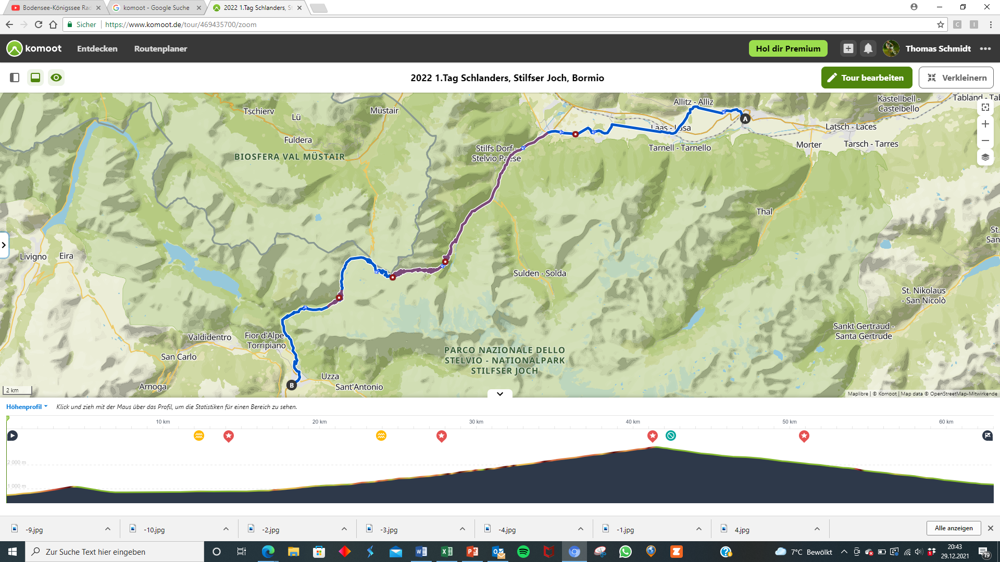 Bodensee-Königssee Rad
komoot - Google Suche
2022 1.Tag Schlanders, S
Sicher
https://www.komoot.de/tour/469435700/zoom
komoot
Entdecken
Routenplaner
Hol dir Premium
Thomas Schmidt
2022 1.Tag Schlanders, Stilfser Joch, Bormio
Tour bearbeiten
Verkleinern
Tschierv
Lü
Müstair
Fuldera
BIOSFERA VAL MÜSTAIR
Allitz - Alliz
Kastellbell -
Castelbello
Tabland - Tab
A
Laas - Lasa
Latsch - Laces
Tarnell - Tarnello
Morter
Tarsch - Tarres
Stilfs Dorf -
Stelvio Paese
Thal
St.
San
Livigno
Eira
Sulden - Solda
St. Nikolaus
- San Nicolò
Sankt Gertraud -
Santa Gertrude
Valdidentro
Fior d'Alpe
Torripiano
San Carlo
PARCO NAZIONALE DELLO
STELVIO - NATIONALPARK
STILFSER JOCH
Uzza
B
Arnoga
Sant'Antonio
2 km
Maplibre | © Komoot | Map data © OpenStreetMap-Mitwirkende
Höhenprofil
Klick und zieh mit der Maus über das Profil, um die Statistiken für einen Bereich zu sehen.
10 km
20 km
30 km
40 km
50 km
60 km
2 000 m
1 000 m
-9.jpg
-10.jpg
-2.jpg
-3.jpg
-4.jpg
-1.jpg
4.jpg
Alle anzeigen
Zur Suche Text hier eingeben
7°C Bewölkt
20:43
29.12.2021
19